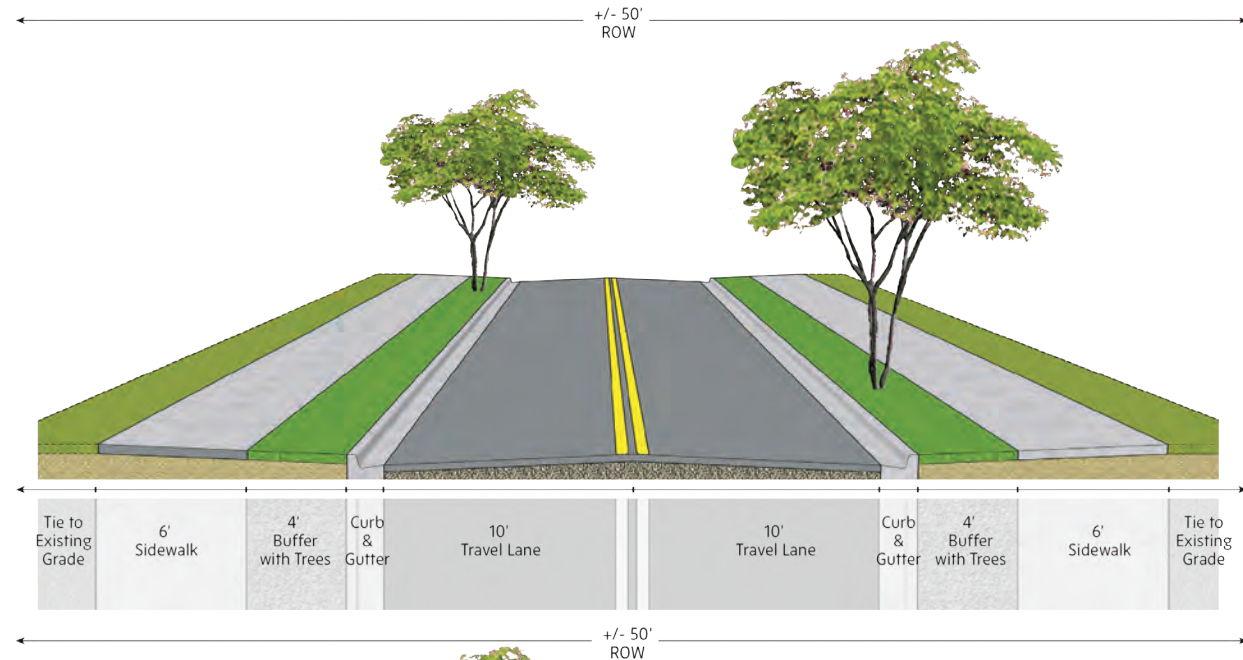 +/- 50'
ROW
Tie to
Existing
Grade
6'
Sidewalk
4'
Buffer
with Trees
Curb
&
Gutter
10'
Travel Lane
10'
Travel Lane
Curb
&
Gutter
4'
Buffer
with Trees
6'
Sidewalk
Tie to
Existing
Grade
+/- 50'
ROW